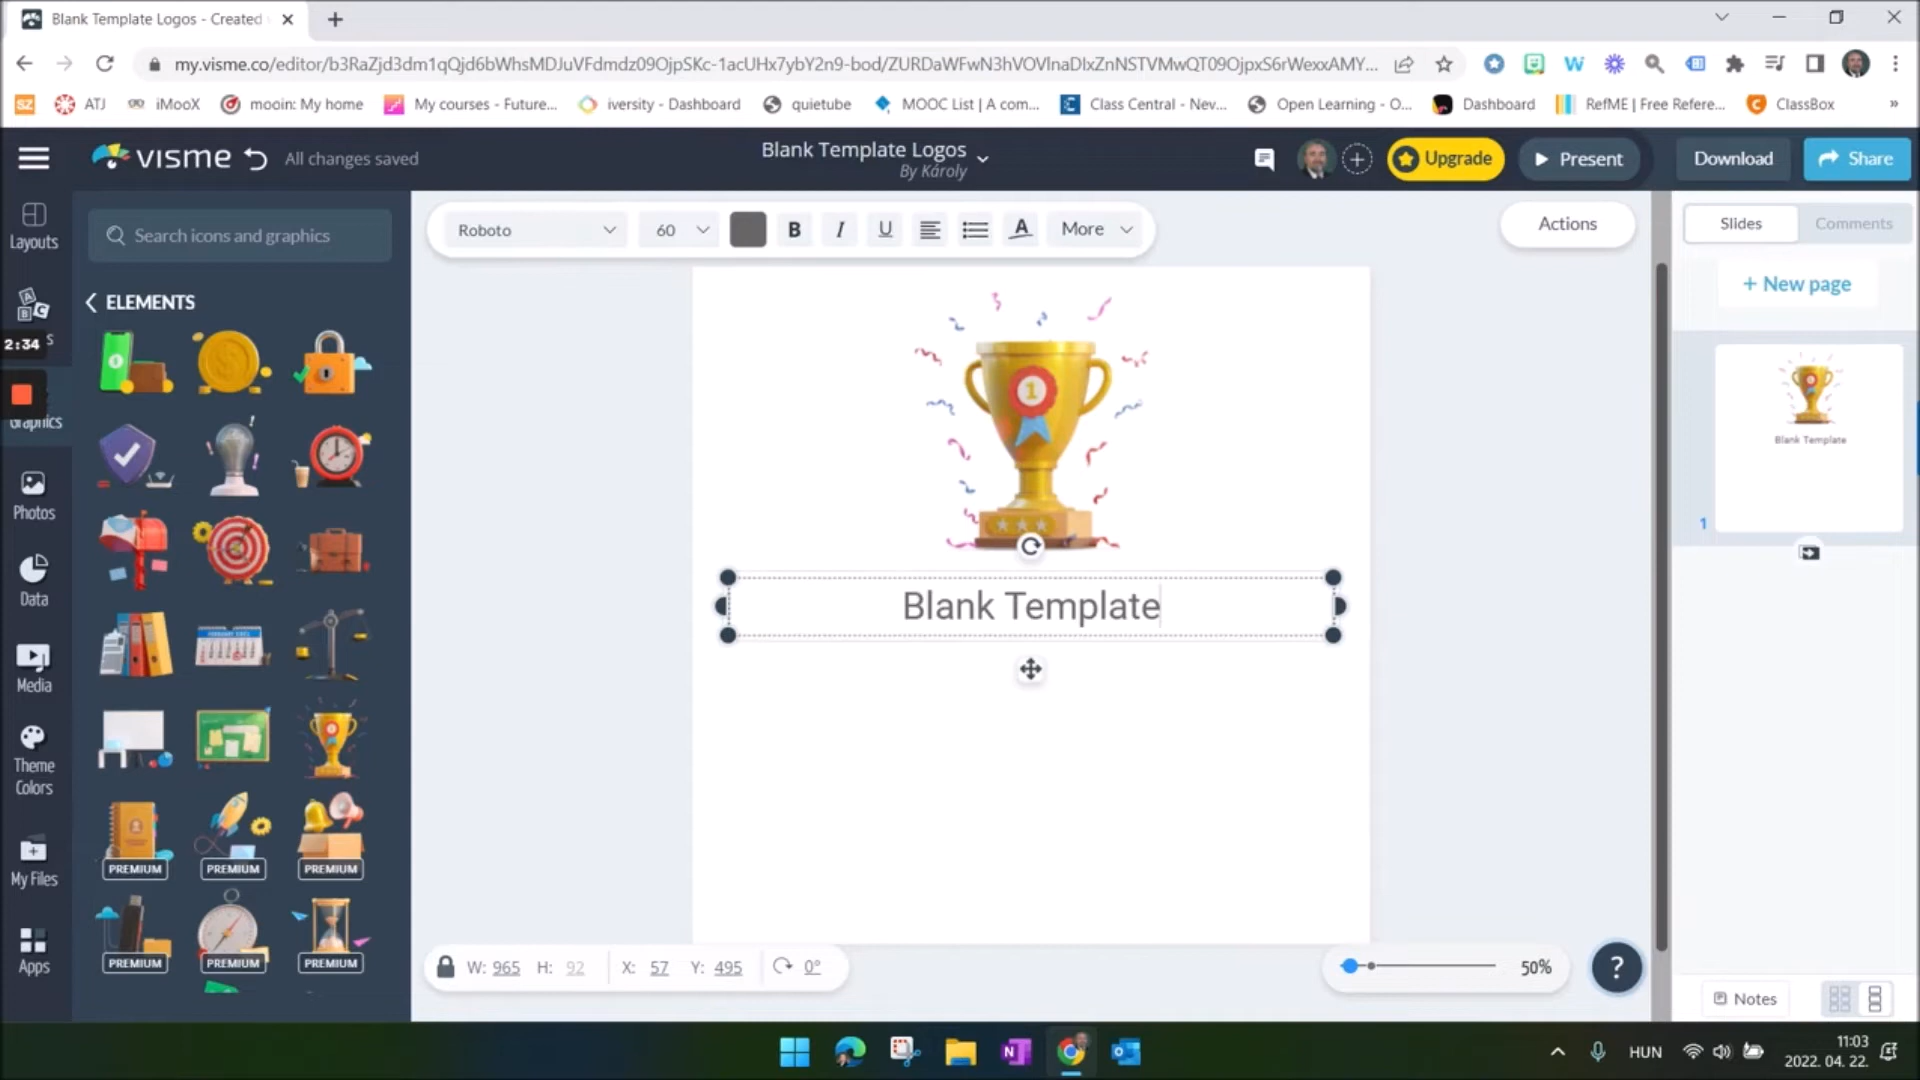 Blank Template Logos - Created
my.visme.co/editor/b3RaZjd3dm1qQjd6bWhsMDJuVFdmdz09OjpSKc-1acUHx7ybY2n9-bod/ZURDaWFwN3hVOVlnaDlxZnNSTVMwQT09OjpxS6rWexxAMY...
SZ ATJ iMooX mooin: My home My courses - Future... iversity - Dashboard quietube MOOC List | A com... Class Central - Nev... Open Learning - O... Dashboard RefME | Free Refere... ClassBox »
visme All changes saved Blank Template Logos Upgrade Present Download Share
By Károly
Layouts
Search icons and graphics
Roboto 60 B I U A More Actions
Slides Comments
+ New page
ELEMENTS
2:34 s
Graphics
Photos
Data
Media
Theme
Colors
My Files
Apps
PREMIUM PREMIUM PREMIUM
PREMIUM PREMIUM PREMIUM
1
Blank Template
Blank Template
1
W: 965 H: 92 X: 57 Y: 495 0°
50% ?
Notes
HUN 11:03
2022. 04. 22.